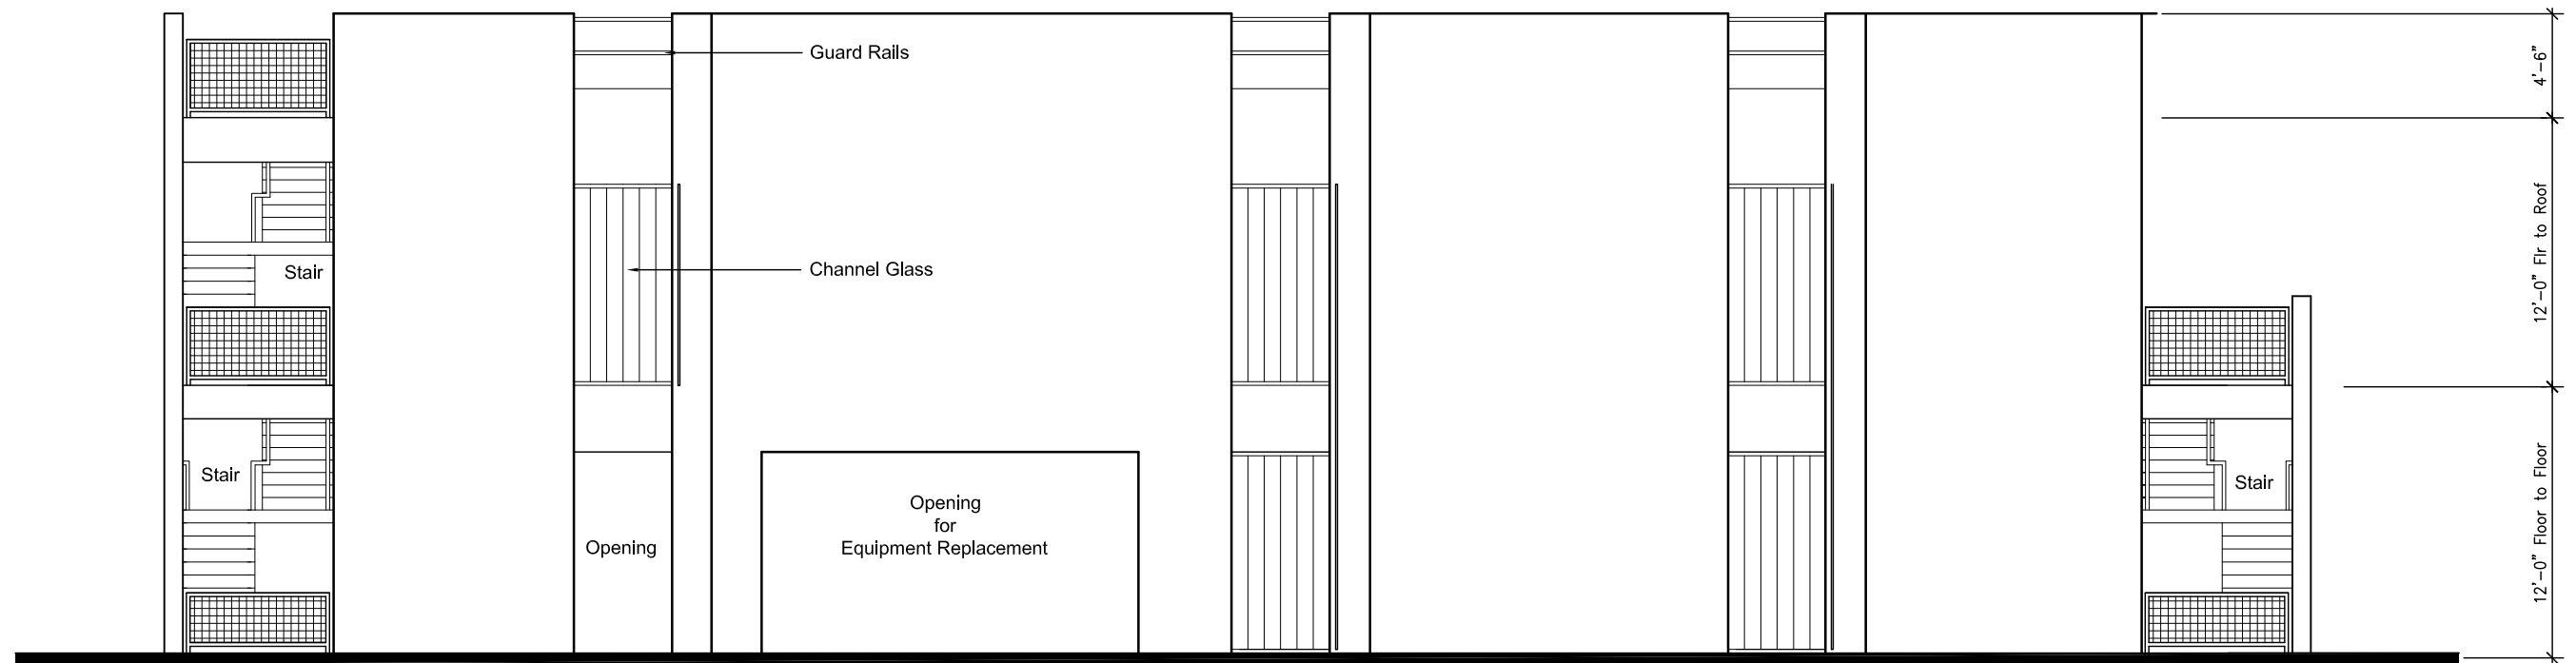 Guard Rails
4'-6"
12'-0" Flr to Roof
Stair
Channel Glass
Stair
Opening
for
Equipment Replacement
Opening
Stair
12'-0" Floor to Floor